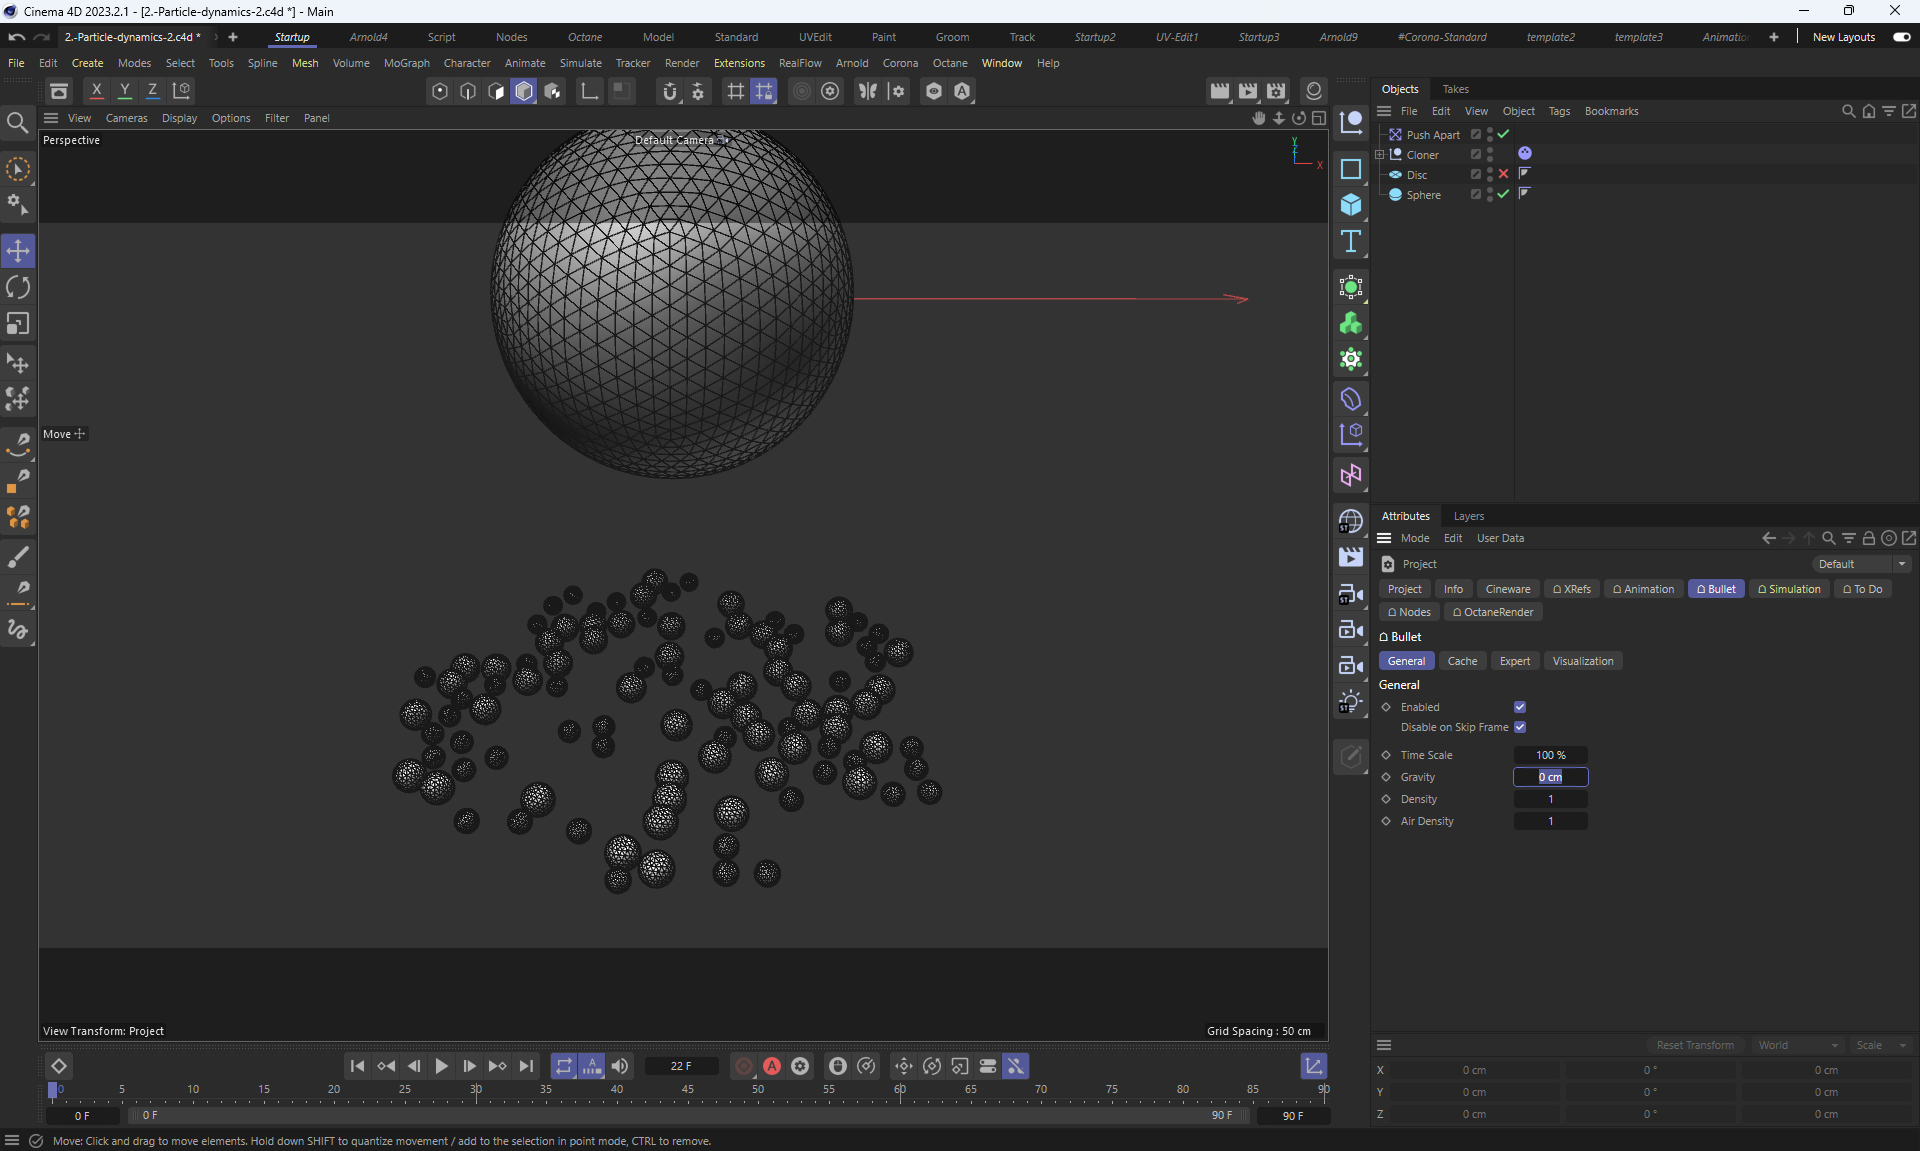 Cinema 4D 2023.2.1 - [2.-Particle-dynamics-2.c4d *] - Main
2.-Particle-dynamics-2.c4d *
Startup Arnold4 Script Nodes Octane Model Standard UVEdit Paint Groom Track Startup2 UV-Edit1 Startup3 Arnold9 #Corona-Standard template2 template3 Animatio New Layouts
File Edit Create Modes Select Tools Spline Mesh Volume MoGraph Character Animate Simulate Tracker Render Extensions RealFlow Arnold Corona Octane Window Help
X Y Z
Objects Takes
View Cameras Display Options Filter Panel
File Edit View Object Tags Bookmarks
Perspective
Default Camera
Y
Z
X
Push Apart
Cloner
Disc
Sphere
Move
Attributes Layers
Mode Edit User Data
Project
Default
Project Info Cineware XRefs Animation Bullet Simulation To Do
Nodes OctaneRender
Bullet
General Cache Expert Visualization
General
Enabled
Disable on Skip Frame
Time Scale 100 %
Gravity 0 cm
Density 1
Air Density 1
ST
ST
ST
View Transform: Project
Grid Spacing : 50 cm
22 F
A
A
Reset Transform World Scale
0 5 10 15 20 25 30 35 40 45 50 55 60 65 70 75 80 85 90
X 0 cm 0 ° 0 cm
Y 0 cm 0 ° 0 cm
Z 0 cm 0 ° 0 cm
0 F 0 F 90 F 90 F
Move: Click and drag to move elements. Hold down SHIFT to quantize movement / add to the selection in point mode, CTRL to remove.